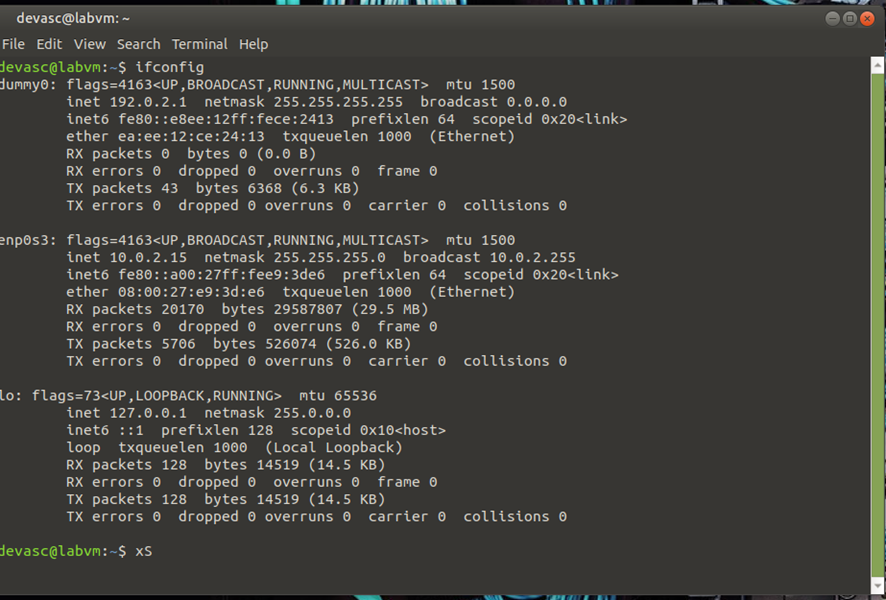 devasc@labvm: ~
File Edit View Search Terminal Help
devasc@labvm:~$ ifconfig
dummy0: flags=4163<UP,BROADCAST,RUNNING,MULTICAST>  mtu 1500
        inet 192.0.2.1  netmask 255.255.255.255  broadcast 0.0.0.0
        inet6 fe80::e8ee:12ff:fece:2413  prefixlen 64  scopeid 0x20<link>
        ether ea:ee:12:ce:24:13  txqueuelen 1000  (Ethernet)
        RX packets 0  bytes 0 (0.0 B)
        RX errors 0  dropped 0  overruns 0  frame 0
        TX packets 43  bytes 6368 (6.3 KB)
        TX errors 0  dropped 0 overruns 0  carrier 0  collisions 0

enp0s3: flags=4163<UP,BROADCAST,RUNNING,MULTICAST>  mtu 1500
        inet 10.0.2.15  netmask 255.255.255.0  broadcast 10.0.2.255
        inet6 fe80::a00:27ff:fee9:3de6  prefixlen 64  scopeid 0x20<link>
        ether 08:00:27:e9:3d:e6  txqueuelen 1000  (Ethernet)
        RX packets 20170  bytes 29587807 (29.5 MB)
        RX errors 0  dropped 0  overruns 0  frame 0
        TX packets 5706  bytes 526074 (526.0 KB)
        TX errors 0  dropped 0 overruns 0  carrier 0  collisions 0

lo: flags=73<UP,LOOPBACK,RUNNING>  mtu 65536
        inet 127.0.0.1  netmask 255.0.0.0
        inet6 ::1  prefixlen 128  scopeid 0x10<host>
        loop  txqueuelen 1000  (Local Loopback)
        RX packets 128  bytes 14519 (14.5 KB)
        RX errors 0  dropped 0  overruns 0  frame 0
        TX packets 128  bytes 14519 (14.5 KB)
        TX errors 0  dropped 0 overruns 0  carrier 0  collisions 0

devasc@labvm:~$ xS